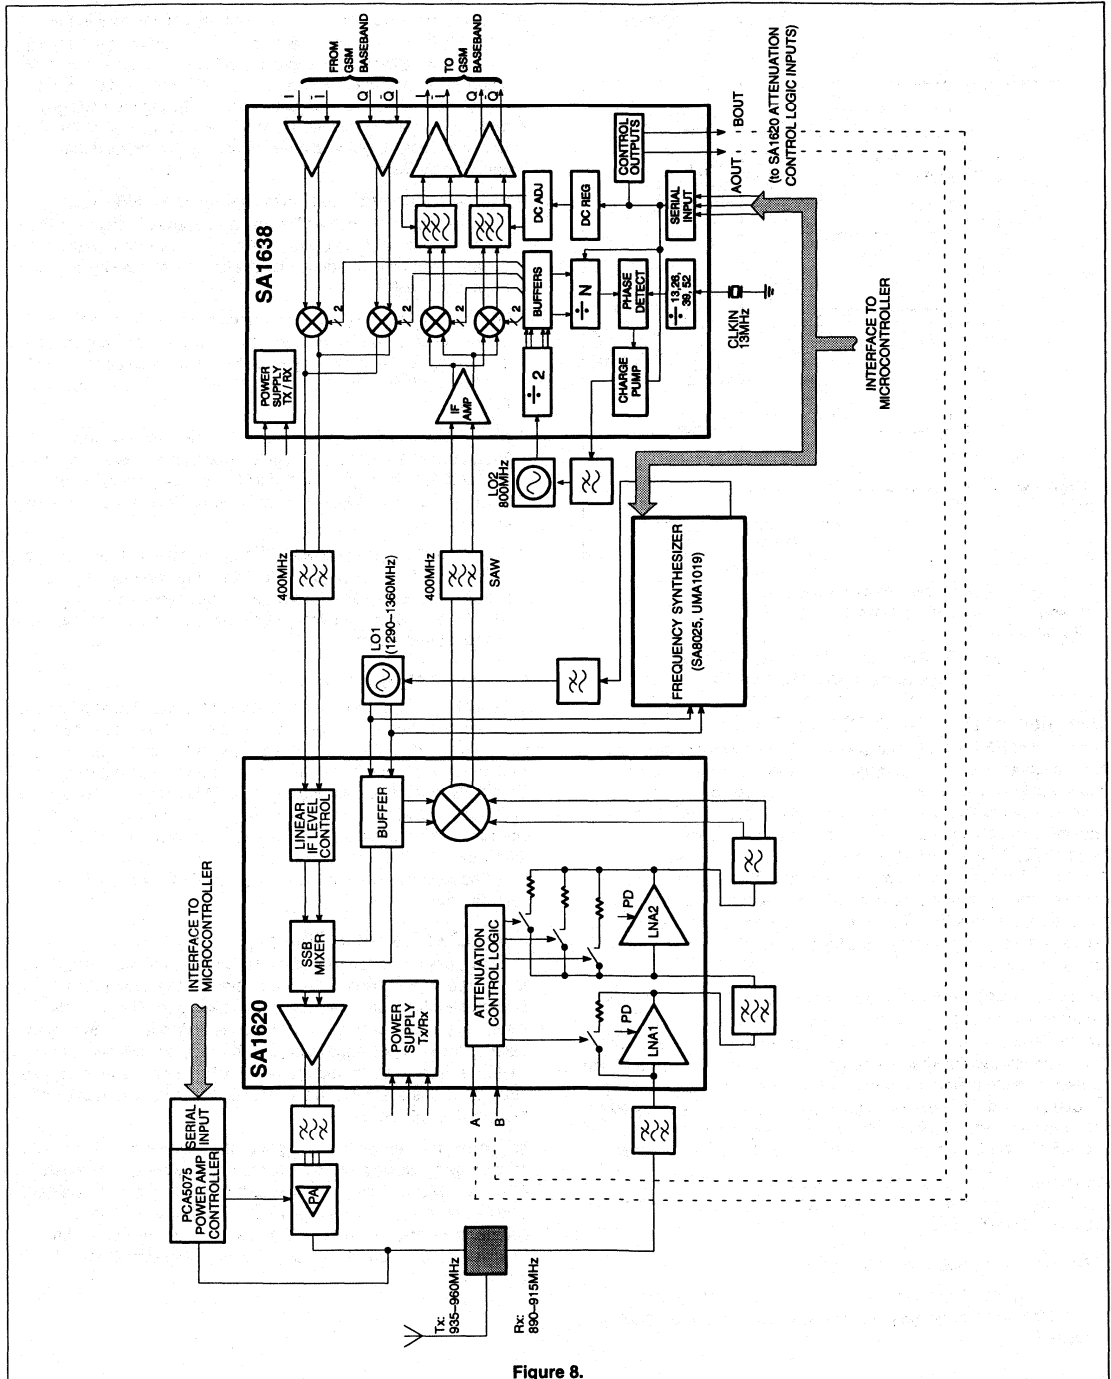 FROM
GSM
BASEBAND
TO
GSM
BASEBAND
I
-I
Q
-Q
I
-I
Q
-Q
SA1638
POWER
SUPPLY
TX / RX
2
2
2
2
IF
AMP
÷ 2
BUFFERS
DC ADJ
DC REG
÷ N
CONTROL
OUTPUTS
SERIAL
INPUT
PHASE
DETECT
÷ 13,26,
39, 52
CHARGE
PUMP
BOUT
AOUT
(to SA1620 ATTENUATION
CONTROL LOGIC INPUTS)
CLKIN
13MHz
INTERFACE TO
MICROCONTROLLER
LO2
800MHz
400MHz
400MHz
SAW
LO1
(1290–1360MHz)
FREQUENCY SYNTHESIZER
(SA8025, UMA1019)
SA1620
LINEAR
IF LEVEL
CONTROL
BUFFER
SSB
MIXER
POWER
SUPPLY
Tx/Rx
ATTENUATION
CONTROL LOGIC
PD
LNA2
PD
LNA1
A
B
INTERFACE TO
MICROCONTROLLER
SERIAL
INPUT
PCA5075
POWER AMP
CONTROLLER
PA
Tx:
935–960MHz
Rx:
890–915MHz
Figure 8.